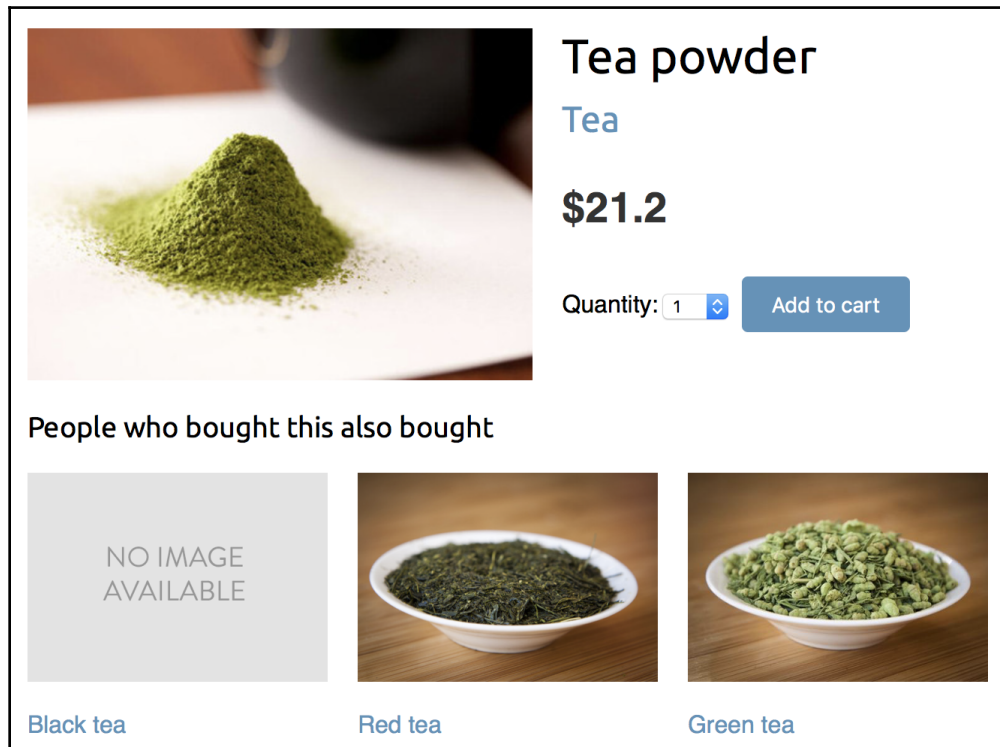 Tea powder
Tea
$21.2
Quantity: 1 Add to cart
People who bought this also bought
NO IMAGE
AVAILABLE
Black tea
Red tea
Green tea